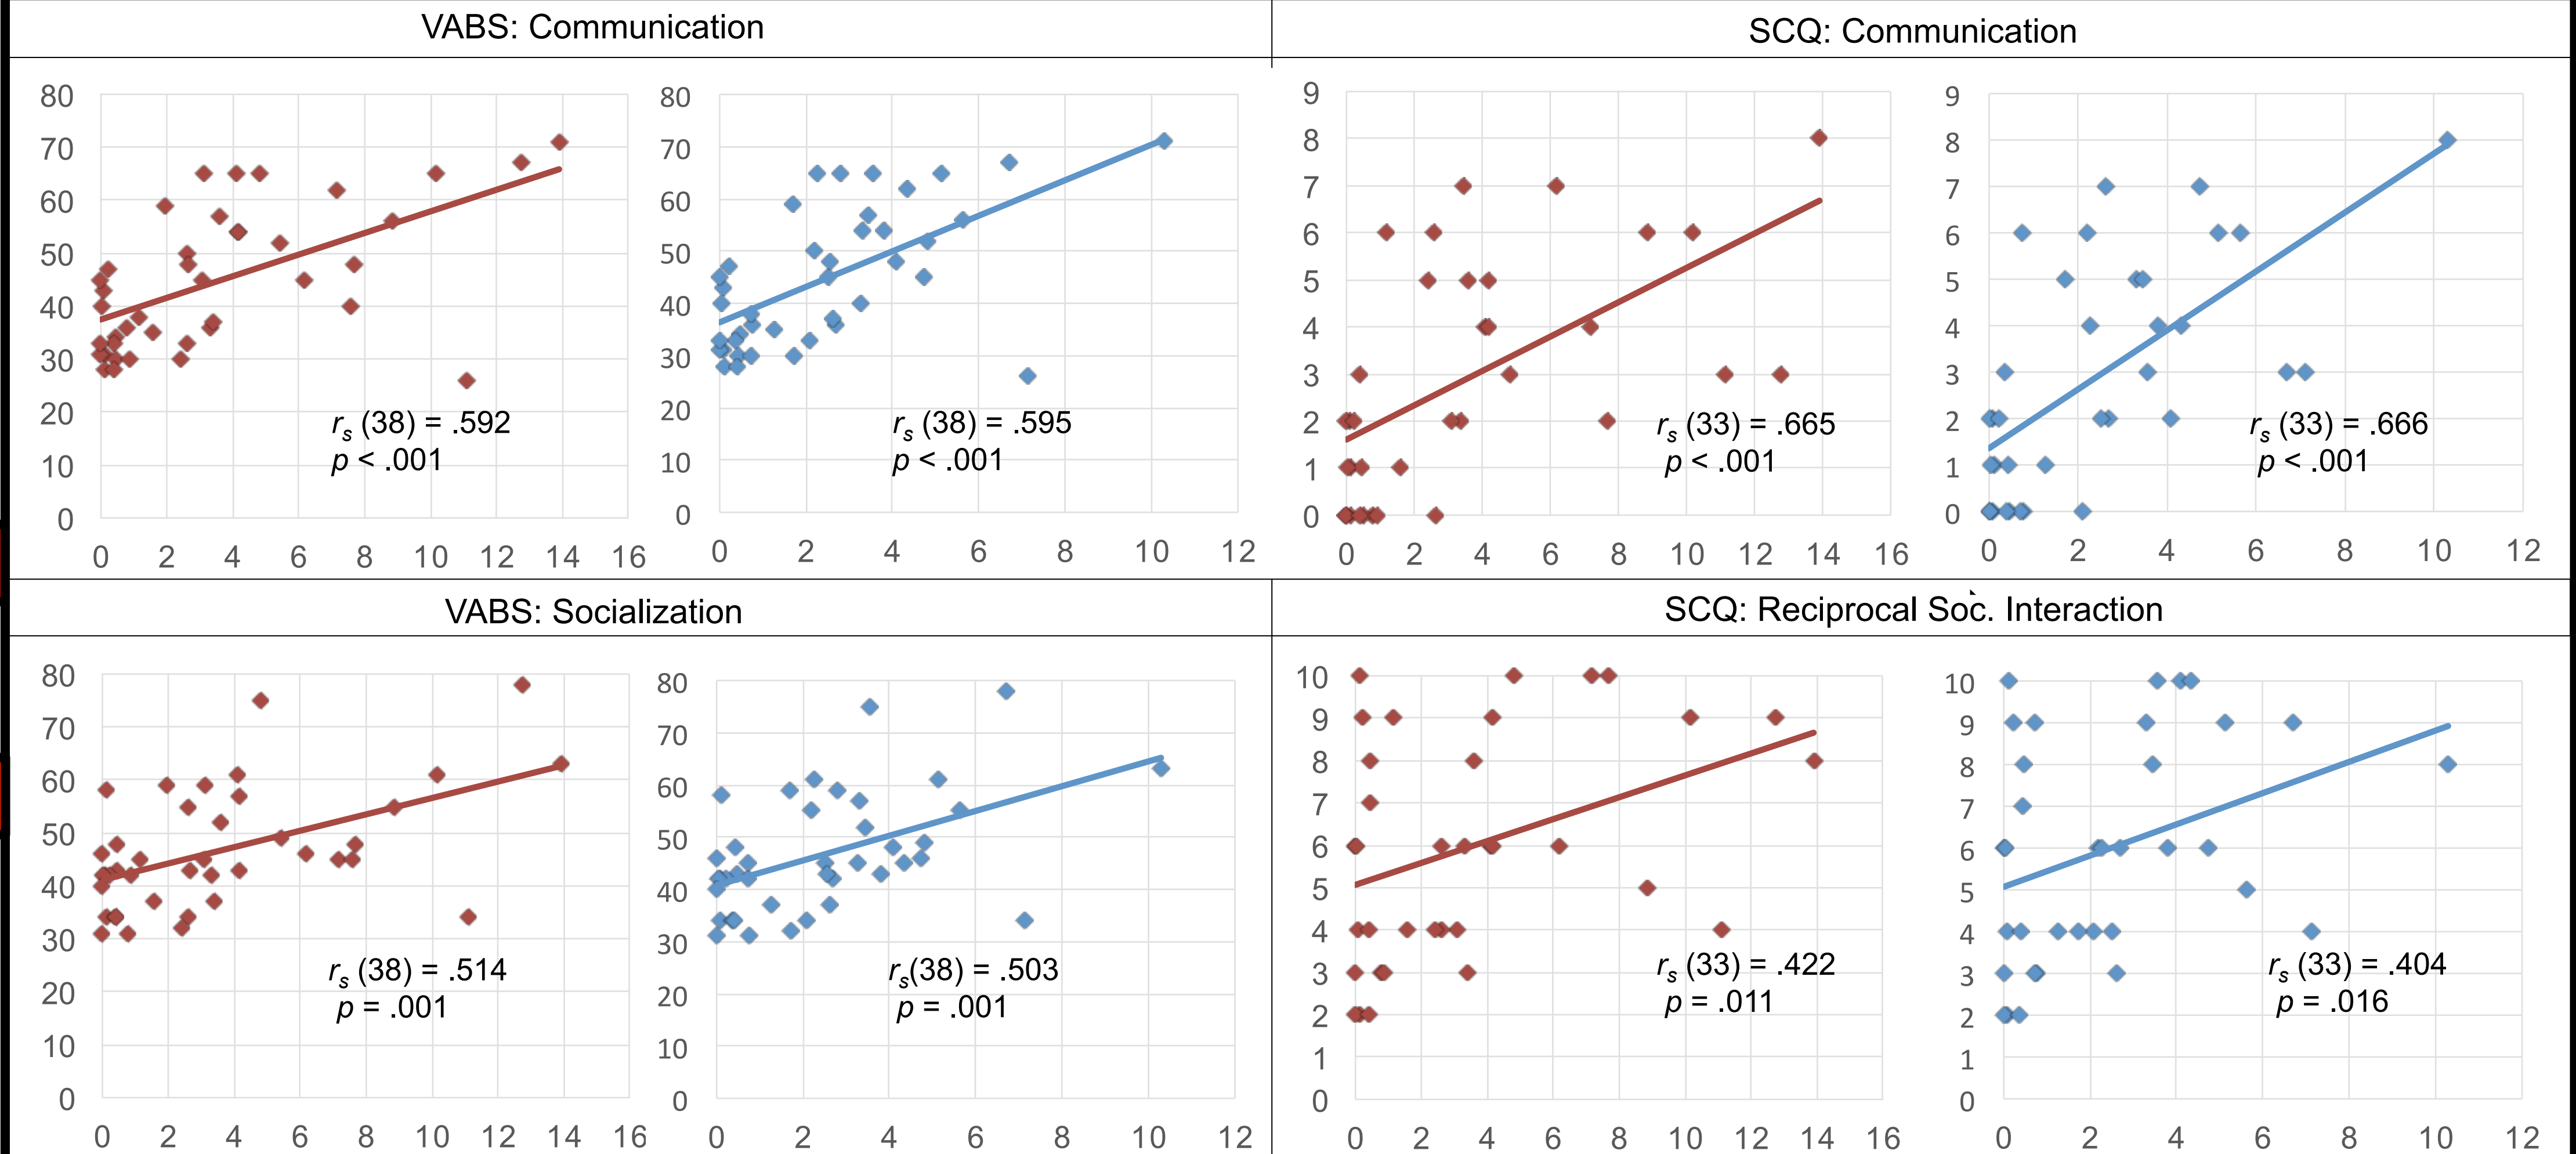 VABS: Communication
SCQ: Communication
80
70
60
50
40
30
20
10
0
0 2 4 6 8 10 12 14 16
rs (38) = .592
p < .001
80
70
60
50
40
30
20
10
0
0 2 4 6 8 10 12
rs (38) = .595
p < .001
9
8
7
6
5
4
3
2
1
0
0 2 4 6 8 10 12 14 16
rs (33) = .665
p < .001
9
8
7
6
5
4
3
2
1
0
0 2 4 6 8 10 12
rs (33) = .666
p < .001
VABS: Socialization
SCQ: Reciprocal Soc. Interaction
80
70
60
50
40
30
20
10
0
0 2 4 6 8 10 12 14 16
rs (38) = .514
p = .001
80
70
60
50
40
30
20
10
0
0 2 4 6 8 10 12
rs(38) = .503
p = .001
10
9
8
7
6
5
4
3
2
1
0
0 2 4 6 8 10 12 14 16
rs (33) = .422
p = .011
10
9
8
7
6
5
4
3
2
1
0
0 2 4 6 8 10 12
rs (33) = .404
p = .016